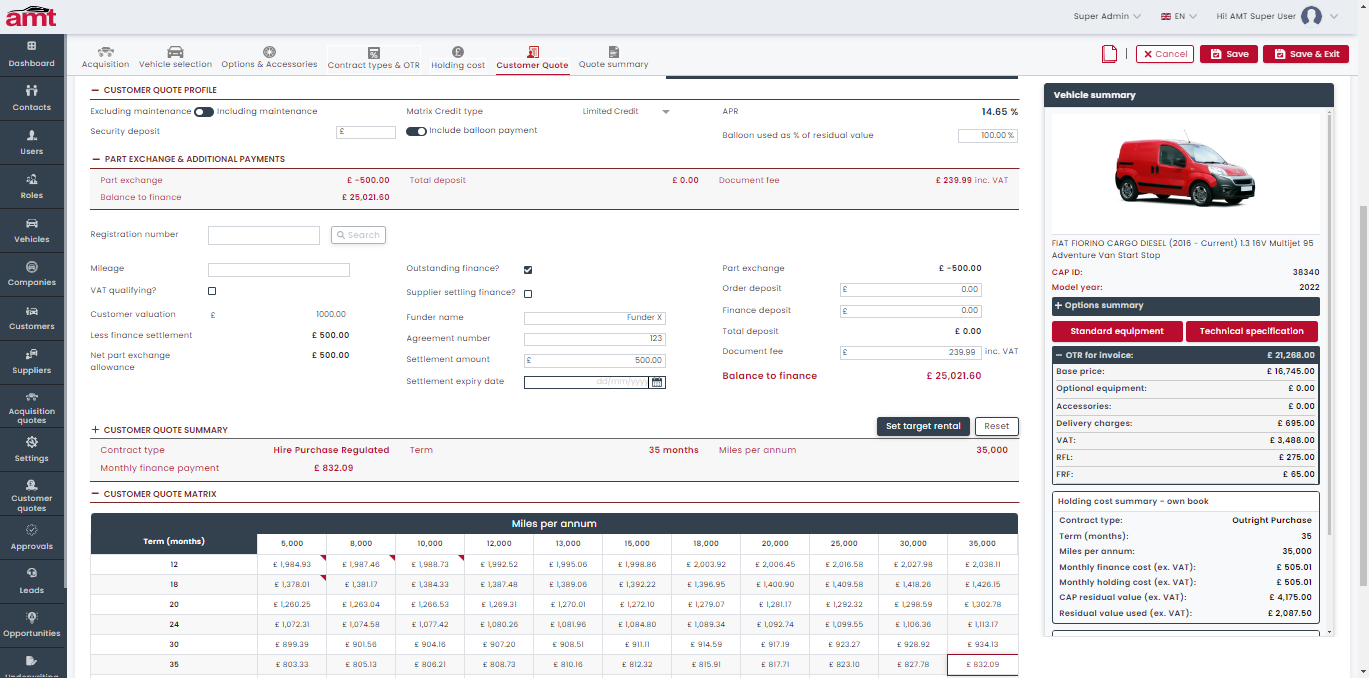 amt
Super Admin
EN
Hi! AMT Super User
Dashboard
Contacts
Users
Roles
Vehicles
Companies
Customers
Suppliers
Acquisition
quotes
Settings
Customer
quotes
Approvals
Leads
Opportunities
Underwriting
Acquisition
Vehicle selection
Options & Accessories
Contract types & OTR
Holding cost
Customer Quote
Quote summary
Cancel
Save
Save & Exit
CUSTOMER QUOTE PROFILE
Excluding maintenance Including maintenance
Matrix Credit type Limited Credit
APR 14.65 %
Security deposit £
Include balloon payment
Balloon used as % of residual value 100.00 %
PART EXCHANGE & ADDITIONAL PAYMENTS
Part exchange £ -500.00 Total deposit £ 0.00 Document fee £ 239.99 inc. VAT
Balance to finance £ 25,021.60
Registration number Search
Mileage
VAT qualifying?
Customer valuation £ 1000.00
Less finance settlement £ 500.00
Net part exchange £ 500.00
allowance
Outstanding finance?
Supplier settling finance?
Funder name Funder X
Agreement number 123
Settlement amount £ 500.00
Settlement expiry date dd/mm/yyyy
Part exchange £ -500.00
Order deposit £ 0.00
Finance deposit £ 0.00
Total deposit £ 0.00
Document fee £ 239.99 inc. VAT
Balance to finance £ 25,021.60
+ CUSTOMER QUOTE SUMMARY Set target rental Reset
Contract type Hire Purchase Regulated Term 35 months Miles per annum 35,000
Monthly finance payment £ 832.09
CUSTOMER QUOTE MATRIX
Miles per annum
Term (months) 5,000 8,000 10,000 12,000 13,000 15,000 18,000 20,000 25,000 30,000 35,000
12 £ 1,984.93 £ 1,987.46 £ 1,988.73 £ 1,992.52 £ 1,995.06 £ 1,998.86 £ 2,003.92 £ 2,006.45 £ 2,016.58 £ 2,027.98 £ 2,038.11
18 £ 1,378.01 £ 1,381.17 £ 1,384.33 £ 1,387.48 £ 1,389.06 £ 1,392.22 £ 1,396.95 £ 1,400.90 £ 1,409.58 £ 1,418.26 £ 1,426.15
20 £ 1,260.25 £ 1,263.04 £ 1,266.53 £ 1,269.31 £ 1,270.01 £ 1,272.10 £ 1,279.07 £ 1,281.17 £ 1,292.32 £ 1,298.59 £ 1,302.78
24 £ 1,072.31 £ 1,074.58 £ 1,077.42 £ 1,080.26 £ 1,081.96 £ 1,084.80 £ 1,089.34 £ 1,092.74 £ 1,099.55 £ 1,106.36 £ 1,113.17
30 £ 899.39 £ 901.56 £ 904.16 £ 907.20 £ 908.51 £ 911.11 £ 914.59 £ 917.19 £ 923.27 £ 928.92 £ 934.13
35 £ 803.33 £ 805.13 £ 806.21 £ 808.73 £ 810.16 £ 812.32 £ 815.91 £ 817.71 £ 823.10 £ 827.78 £ 832.09
Vehicle summary
FIAT FIORINO CARGO DIESEL (2016 - Current) 1.3 16V Multijet 95
Adventure Van Start Stop
CAP ID: 38340
Model year: 2022
+ Options summary
Standard equipment Technical specification
OTR for invoice: £ 21,268.00
Base price: £ 16,745.00
Optional equipment: £ 0.00
Accessories: £ 0.00
Delivery charges: £ 695.00
VAT: £ 3,488.00
RFL: £ 275.00
FRF: £ 65.00
Holding cost summary - own book
Contract type: Outright Purchase
Term (months): 35
Miles per annum: 35,000
Monthly finance cost (ex. VAT): £ 505.01
Monthly holding cost (ex. VAT): £ 505.01
CAP residual value (ex. VAT): £ 4,175.00
Residual value used (ex. VAT): £ 2,087.50